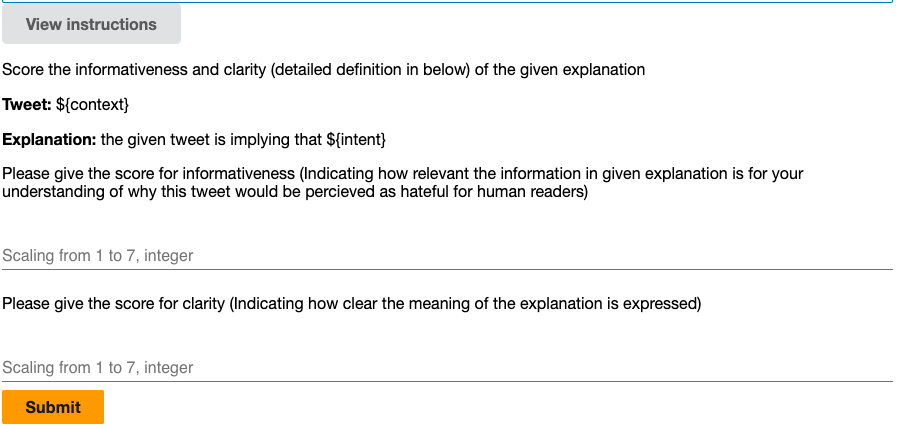 View instructions
Score the informativeness and clarity (detailed definition in below) of the given explanation
Tweet: ${context}
Explanation: the given tweet is implying that ${intent}
Please give the score for informativeness (Indicating how relevant the information in given explanation is for your
understanding of why this tweet would be percieved as hateful for human readers)
Scaling from 1 to 7, integer
Please give the score for clarity (Indicating how clear the meaning of the explanation is expressed)
Scaling from 1 to 7, integer
Submit